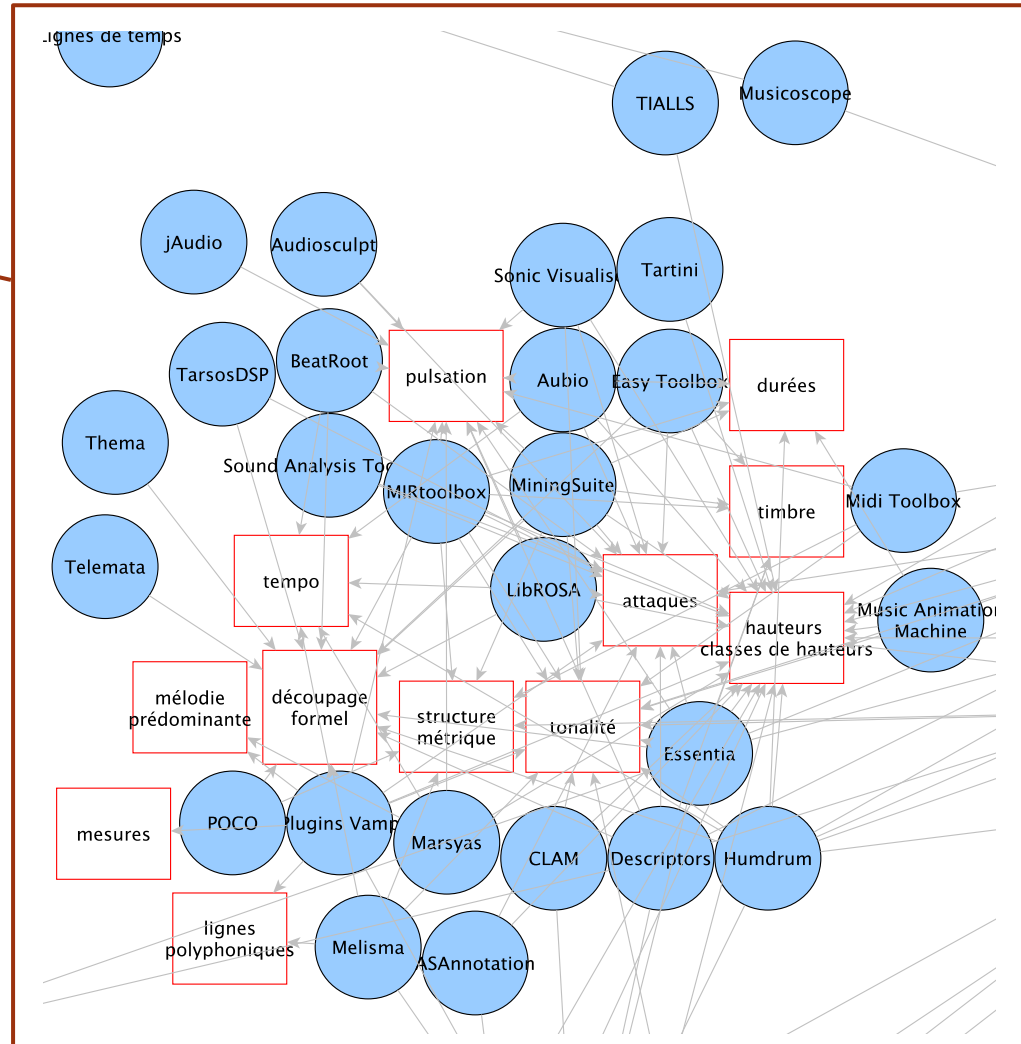 Lignes de temps
TIALLS
Musicoscope
jAudio
Audiosculpt
Sonic Visualis
Tartini
TarsosDSP
BeatRoot
pulsation
Aubio
Easy Toolbox
durées
Thema
Sound Analysis Too
MIRtoolbox
MiningSuite
timbre
Midi Toolbox
Telemata
tempo
LibROSA
attaques
hauteurs
classes de hauteurs
Music Animation
Machine
mélodie
prédominante
découpage
formel
structure
métrique
tonalité
Essentia
mesures
POCO
Plugins Vamp
Marsyas
CLAM
Descriptors
Humdrum
lignes
polyphoniques
Melisma
ASAnnotation